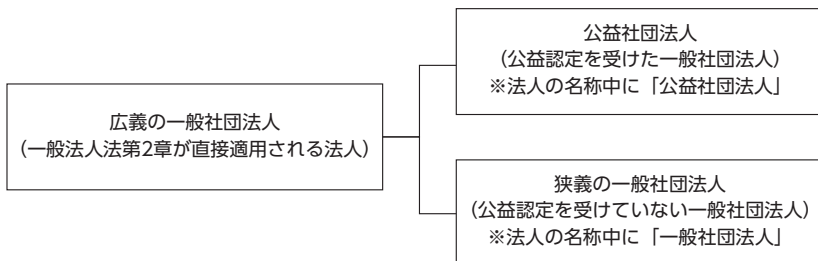 公益社団法人
（公益認定を受けた一般社団法人）
※法人の名称中に「公益社団法人」
広義の一般社団法人
（一般法人法第2章が直接適用される法人）
狭義の一般社団法人
（公益認定を受けていない一般社団法人）
※法人の名称中に「一般社団法人」